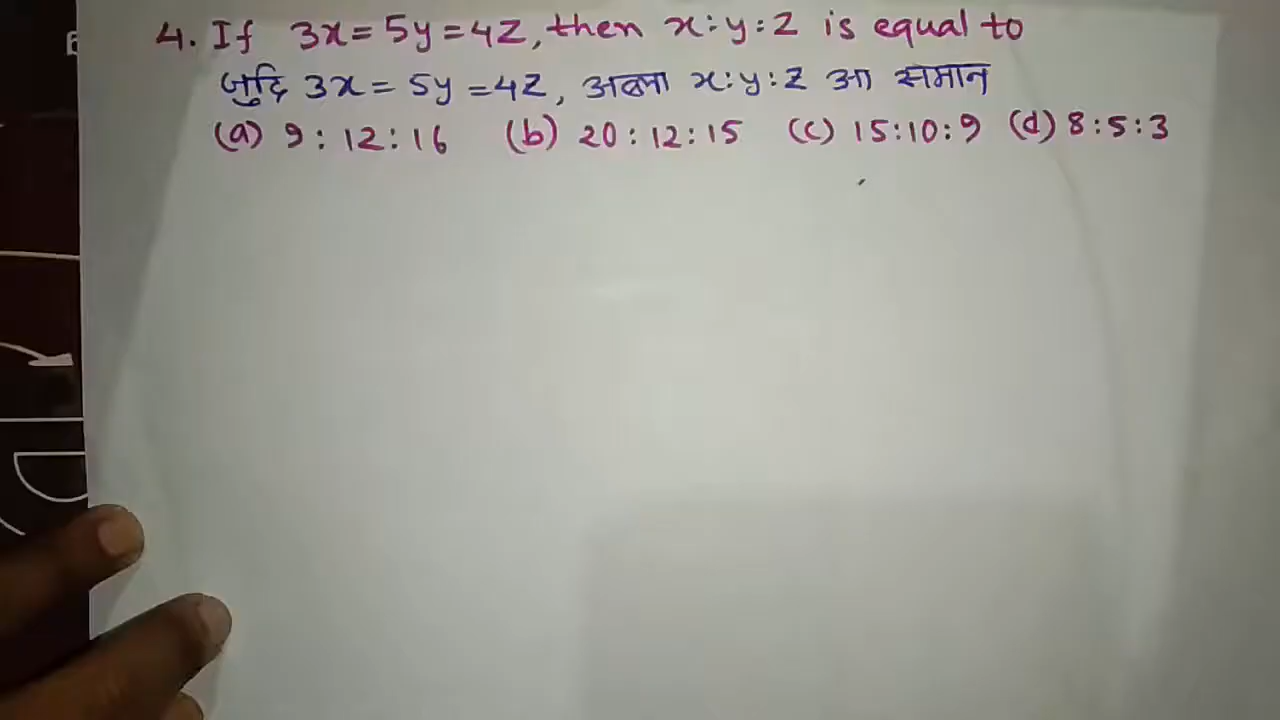 4. If 3x = 5y = 4z, then x:y:z is equal to
जुदि 3x = 5y = 4z, अब्ला x:y:z आ समान
(a) 9 : 12 : 16 (b) 20 : 12 : 15 (c) 15:10:9 (d) 8:5:3